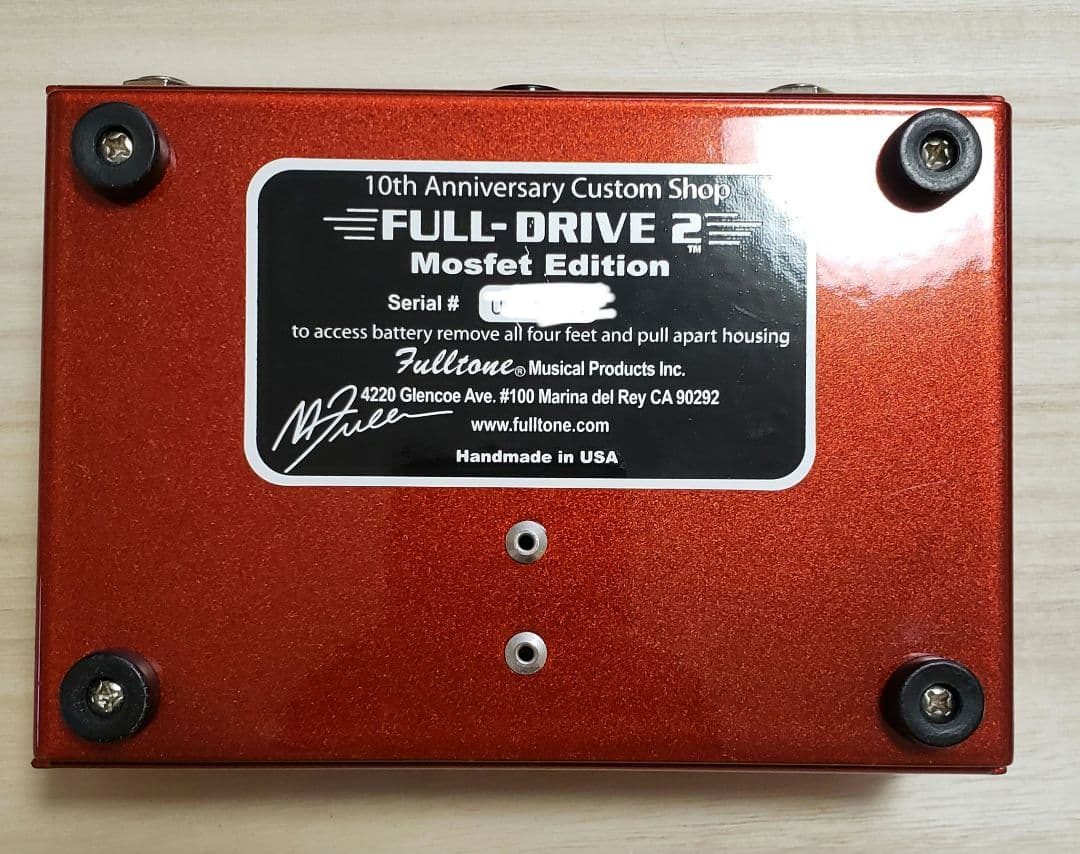 10th Anniversary Custom Shop
FULL-DRIVE 2™
Mosfet Edition
Serial # U
to access battery remove all four feet and pull apart housing
Fulltone® Musical Products Inc.
4220 Glencoe Ave. #100 Marina del Rey CA 90292
www.fulltone.com
Handmade in USA